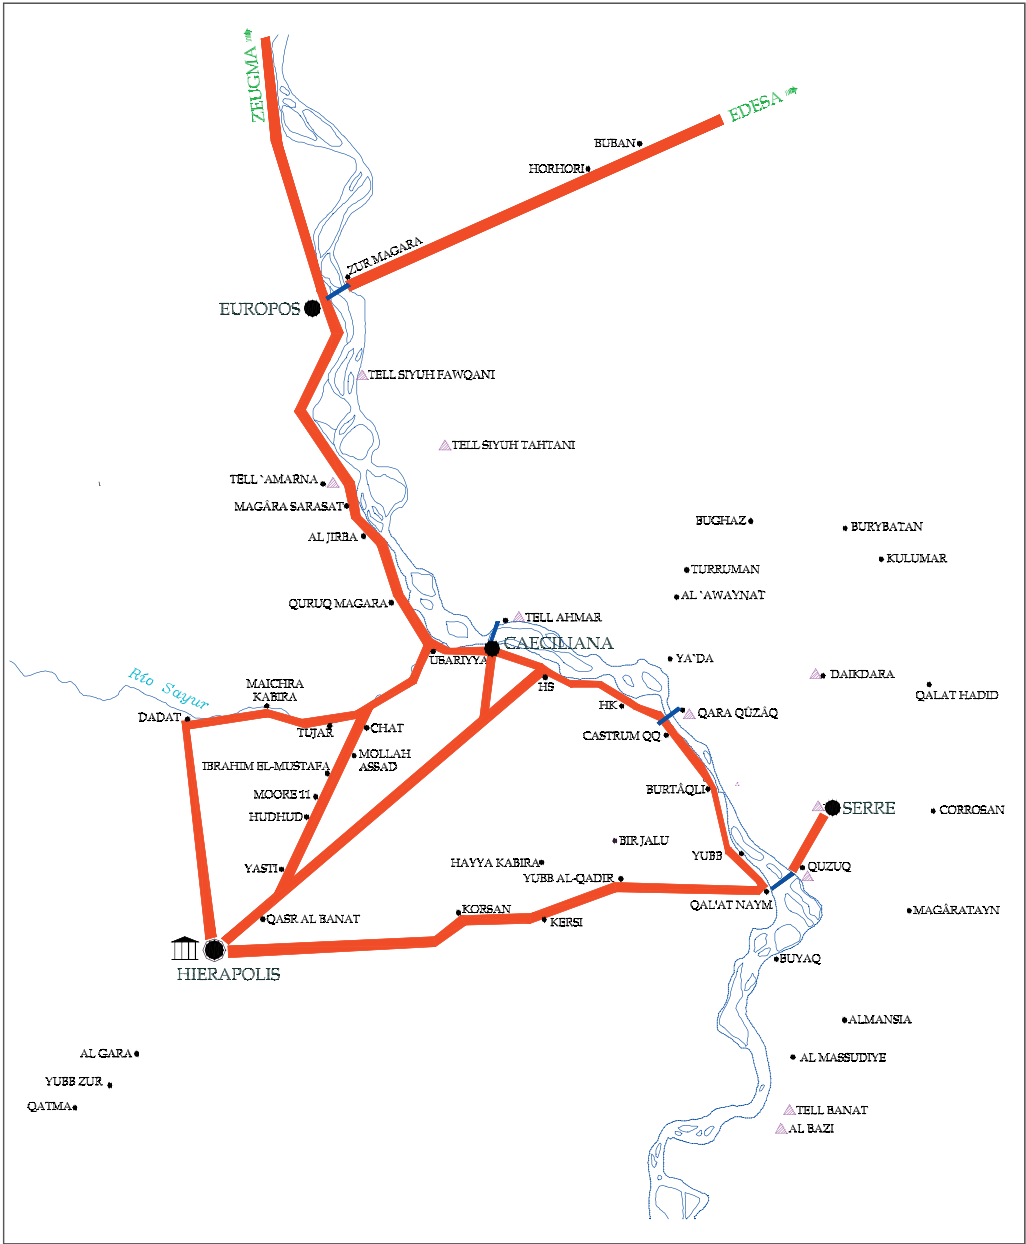 ZEUGMA
EDESA
BUBAN
HORHORI
ZUR MAGARA
EUROPOS
TELL SIYUH FAWQANI
TELL SIYUH TAHTANI
TELL `AMARNA
MAGÂRA SARASAT
AL JIRBA
BUGHAZ
BURYBATAN
KULUMAR
TURRUMAN
AL `AWAYNAT
QURUQ MAGARA
TELL AHMAR
CAECILIANA
USARIYYA
YA`DA
DAIKDARA
QALAT HADID
Río Sayur
MAICHRA
KABIRA
HS
HK
QARA QÛZÂQ
DADAT
TUJAR
CHAT
CASTRUM QQ
MOLLAH
ASSAD
IBRAHIM EL-MUSTAFA
BURTÂQLI
MOORE 11
HUDHUD
SERRE
CORROSAN
BIR JALU
YUBB
HAYYA KABIRA
YASTI
YUBB AL-QADIR
QUZUQ
QAL'AT NAYM
KORSAN
MAGÂRATAYN
QASR AL BANAT
KERSI
BUYAQ
HIERAPOLIS
ALMANSIA
AL GARA
AL MASSUDIYE
YUBB ZUR
QATMA
TELL BANAT
AL BAZI